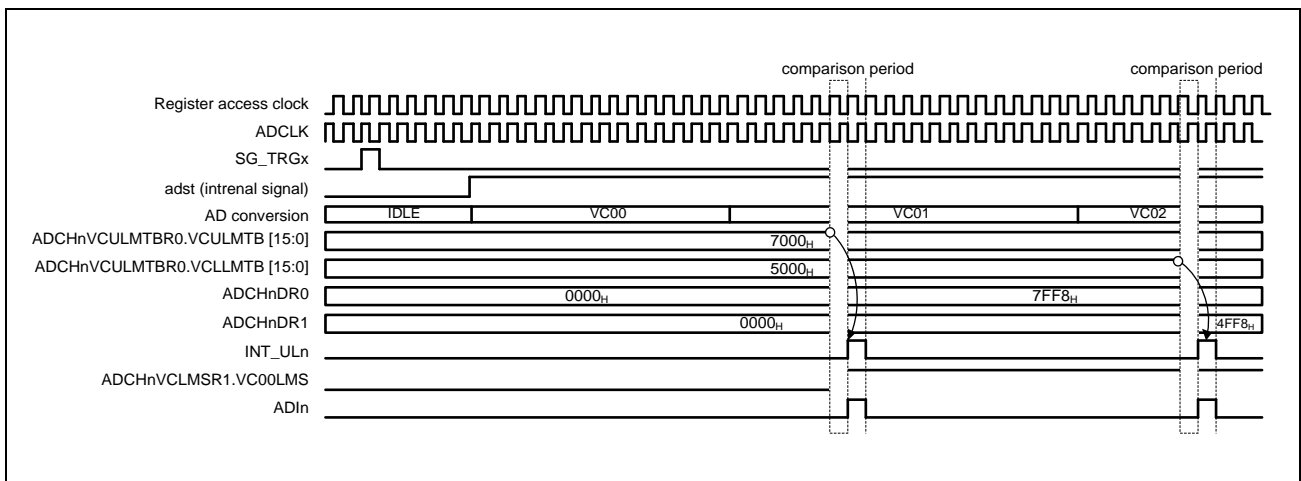 comparison period comparison period
Register access clock
ADCLK
SG_TRGx
adst (intrenal signal)
AD conversion IDLE VC00 VC01 VC02
ADCHnVCULMTBR0.VCULMTB [15:0] 7000H
ADCHnVCULMTBR0.VCLLMTB [15:0] 5000H
ADCHnDR0 0000H 7FF8H
ADCHnDR1 0000H 4FF8H
INT_ULn
ADCHnVCLMSR1.VC00LMS
ADIn